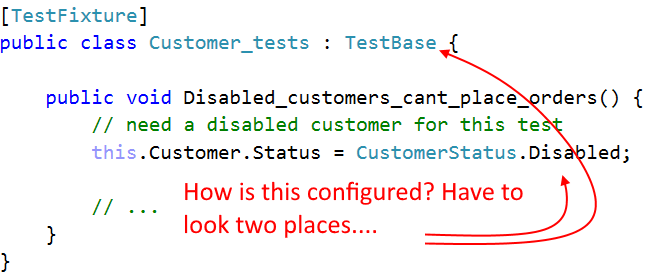 [TestFixture]
public class Customer_tests : TestBase {
public void Disabled_customers_cant_place_orders() {
// need a disabled customer for this test
this.Customer.Status = CustomerStatus.Disabled;
How is this configured? Have to
look two places....
// ...
}
}